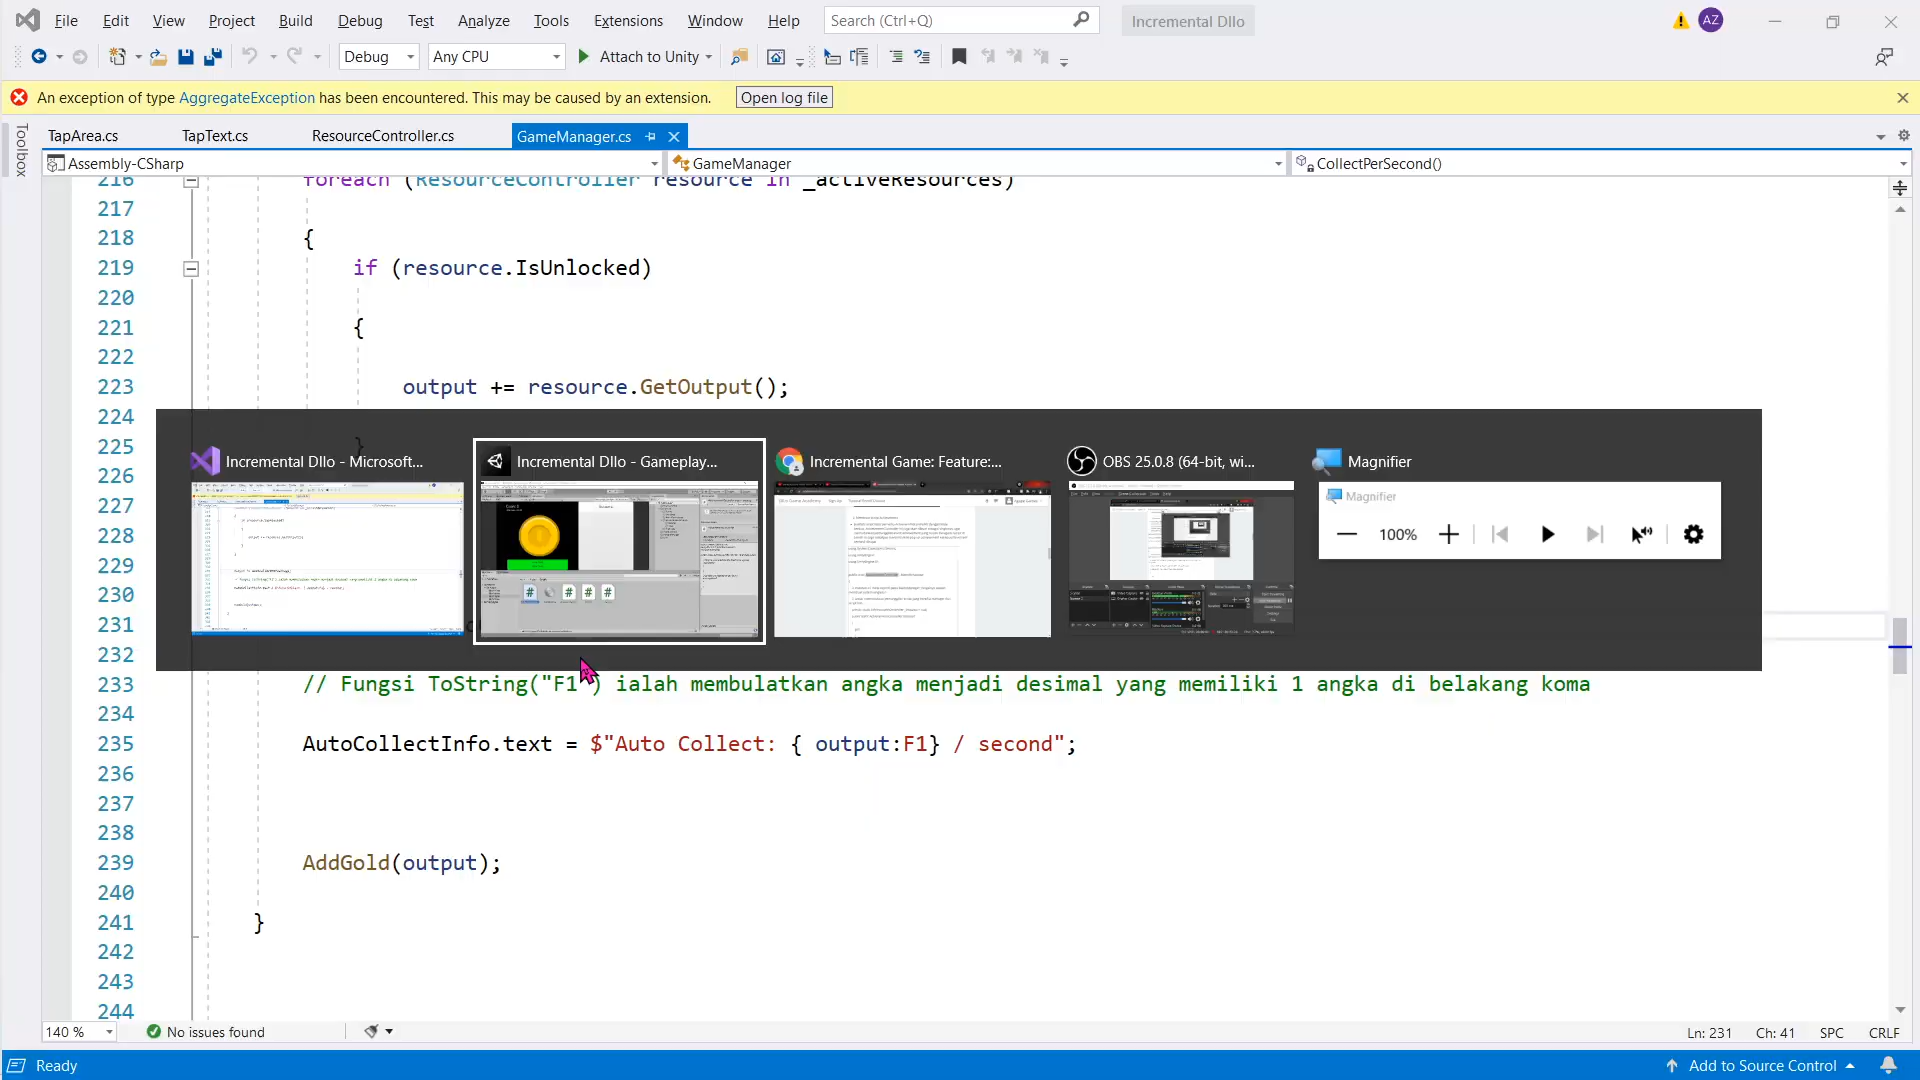 File Edit View Project Build Debug Test Analyze Tools Extensions Window Help Search (Ctrl+Q) Incremental Dllo AZ
Debug Any CPU Attach to Unity
An exception of type AggregateException has been encountered. This may be caused by an extension. Open log file
Toolbox
TapArea.cs TapText.cs ResourceController.cs GameManager.cs
Assembly-CSharp GameManager CollectPerSecond()
216 foreach (ResourceController resource in _activeResources)
217
218 {
219 if (resource.IsUnlocked)
220
221 {
222
223 output += resource.GetOutput();
224
225 }
226
227
228
229
230
231
232
233 // Fungsi ToString("F1") ialah membulatkan angka menjadi desimal yang memiliki 1 angka di belakang koma
234
235 AutoCollectInfo.text = $"Auto Collect: { output:F1} / second";
236
237
238
239 AddGold(output);
240
241 }
242
243
244
Incremental Dllo - Microsoft... Incremental Dllo - Gameplay... Incremental Game: Feature:... OBS 25.0.8 (64-bit, wi... Magnifier
Magnifier
100%
140 % No issues found Ln: 231 Ch: 41 SPC CRLF
Ready Add to Source Control